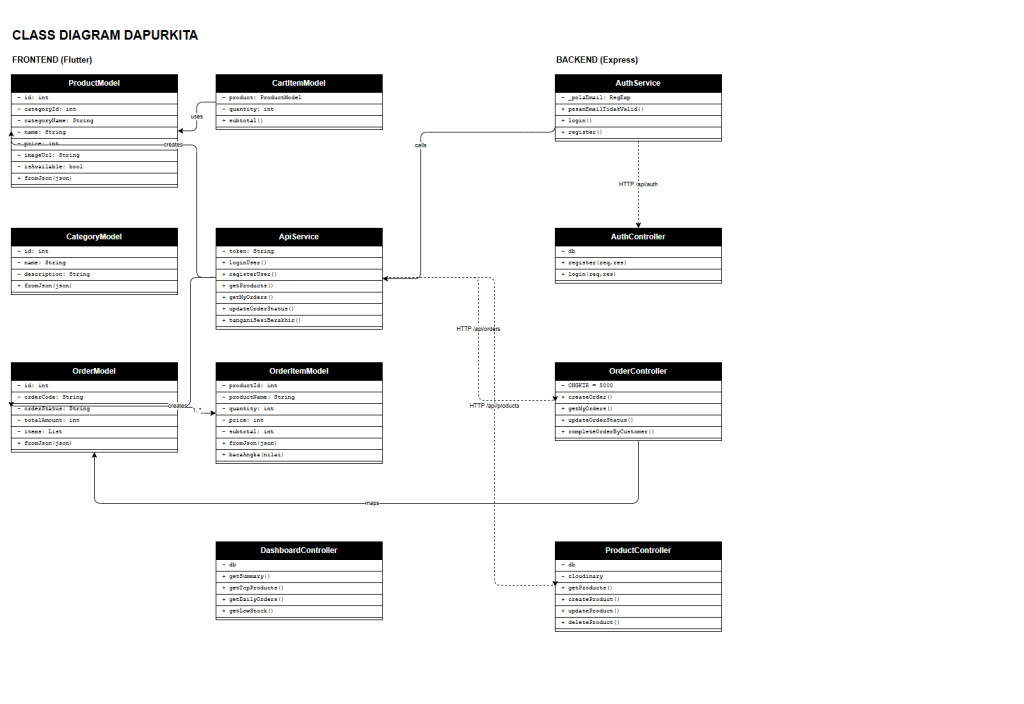 CLASS DIAGRAM DAPURKITA
FRONTEND (Flutter)
BACKEND (Express)
ProductModel
- id: int
- categoryId: int
- categoryName: String
- name: String
- price: int
- imageUrl: String
- isAvailable: bool
+ fromJson(json)
CartItemModel
- product: ProductModel
- quantity: int
+ subtotal()
AuthService
- _polaEmail: RegExp
+ pesanEmailTidakValid()
+ login()
+ register()
uses
creates
calls
HTTP /api/auth
CategoryModel
- id: int
- name: String
- description: String
+ fromJson(json)
ApiService
- token: String
+ loginUser()
+ registerUser()
+ getProducts()
+ getMyOrders()
+ updateOrderStatus()
+ tanganiSesiBerakhir()
AuthController
- db
+ register(req,res)
+ login(req,res)
HTTP /api/orders
OrderModel
- id: int
- orderCode: String
- orderStatus: String
- totalAmount: int
- items: List
+ fromJson(json)
creates
1..*
OrderItemModel
- productId: int
- productName: String
- quantity: int
- price: int
- subtotal: int
+ fromJson(json)
+ bacaAngka(nilai)
HTTP /api/products
OrderController
- ONGKIR = 8000
+ createOrder()
+ getMyOrders()
+ updateOrderStatus()
+ completeOrderByCustomer()
maps
DashboardController
- db
+ getSummary()
+ getTopProducts()
+ getDailyOrders()
+ getLowStock()
ProductController
- db
- cloudinary
+ getProducts()
+ createProduct()
+ updateProduct()
+ deleteProduct()